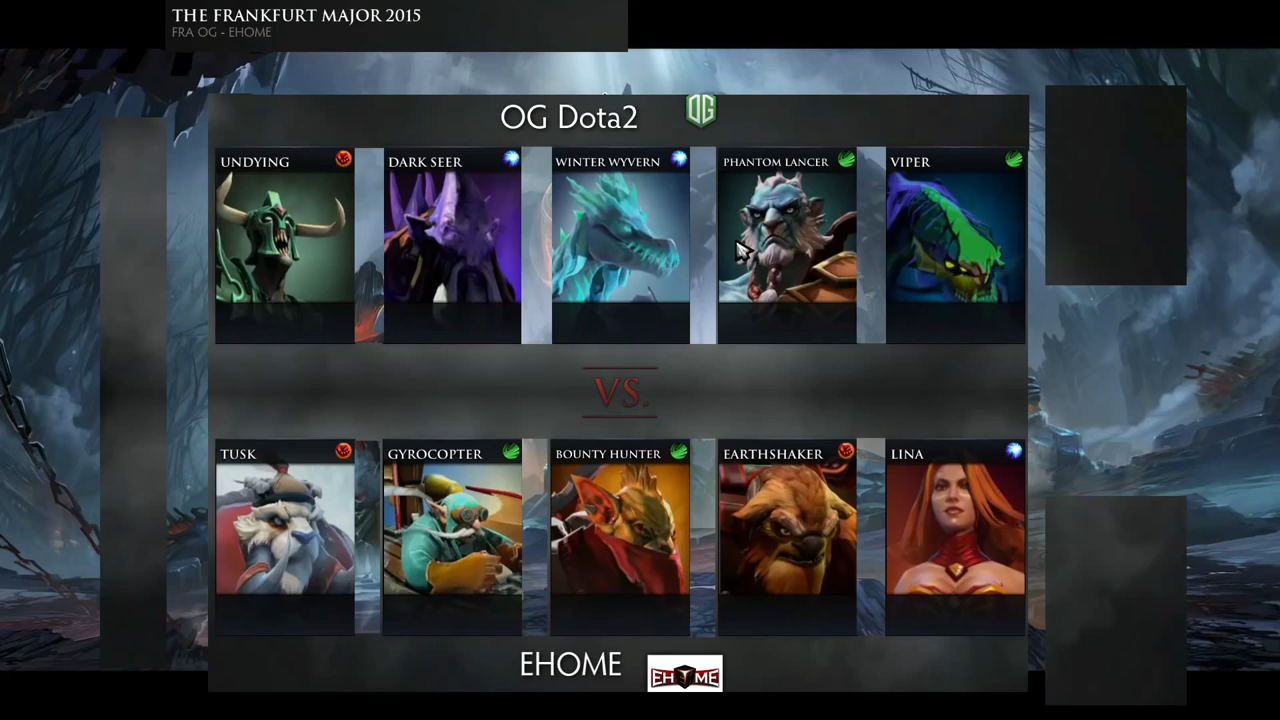 THE FRANKFURT MAJOR 2015
FRA OG - EHOME
OG Dota2 OG
UNDYING DARK SEER WINTER WYVERN PHANTOM LANCER VIPER
VS.
TUSK GYROCOPTER BOUNTY HUNTER EARTHSHAKER LINA
EHOME EHOME